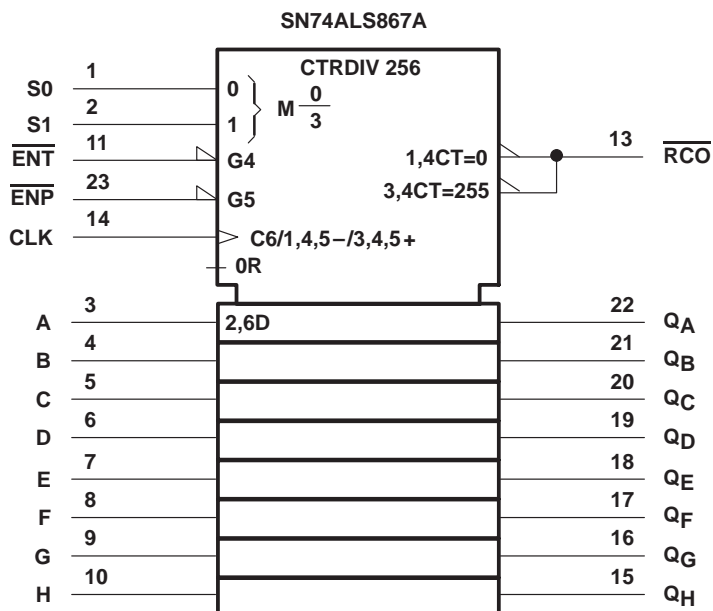 SN74ALS867A
CTRDIV 256
S0 1 0 M 0/3
S1 2 1
ENT 11 G4 1,4CT=0 13 RCO
ENP 23 G5 3,4CT=255
CLK 14 C6/1,4,5−/3,4,5+
0R
A 3 2,6D 22 QA
B 4 21 QB
C 5 20 QC
D 6 19 QD
E 7 18 QE
F 8 17 QF
G 9 16 QG
H 10 15 QH